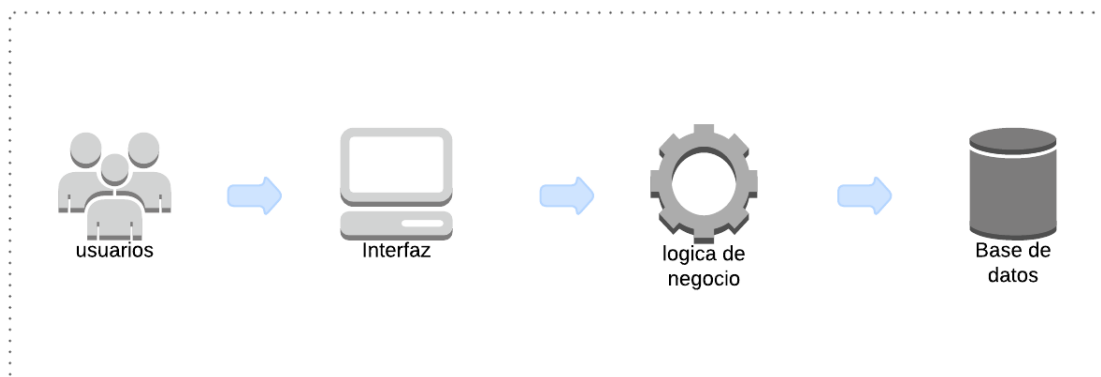 usuarios
Interfaz
logica de
negocio
Base de
datos